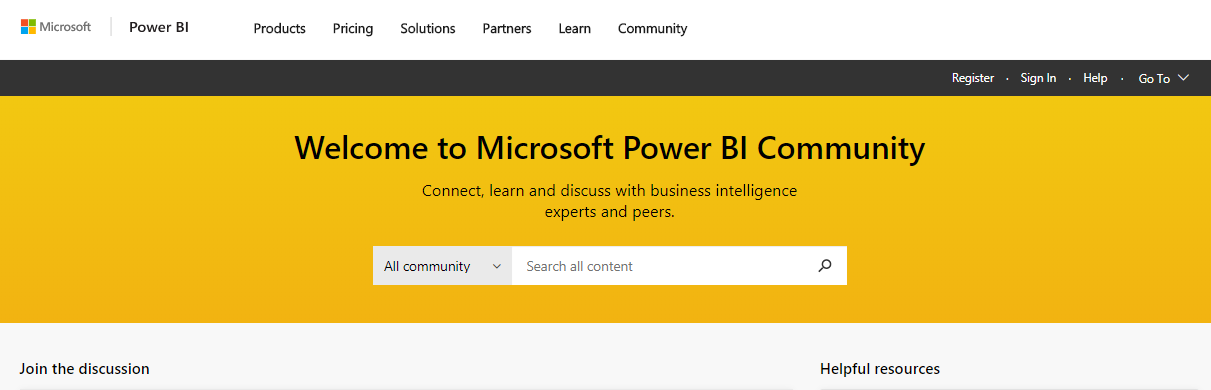 Microsoft Power BI Products Pricing Solutions Partners Learn Community
Register · Sign In · Help · Go To
Welcome to Microsoft Power BI Community
Connect, learn and discuss with business intelligence
experts and peers.
All community Search all content
Join the discussion Helpful resources